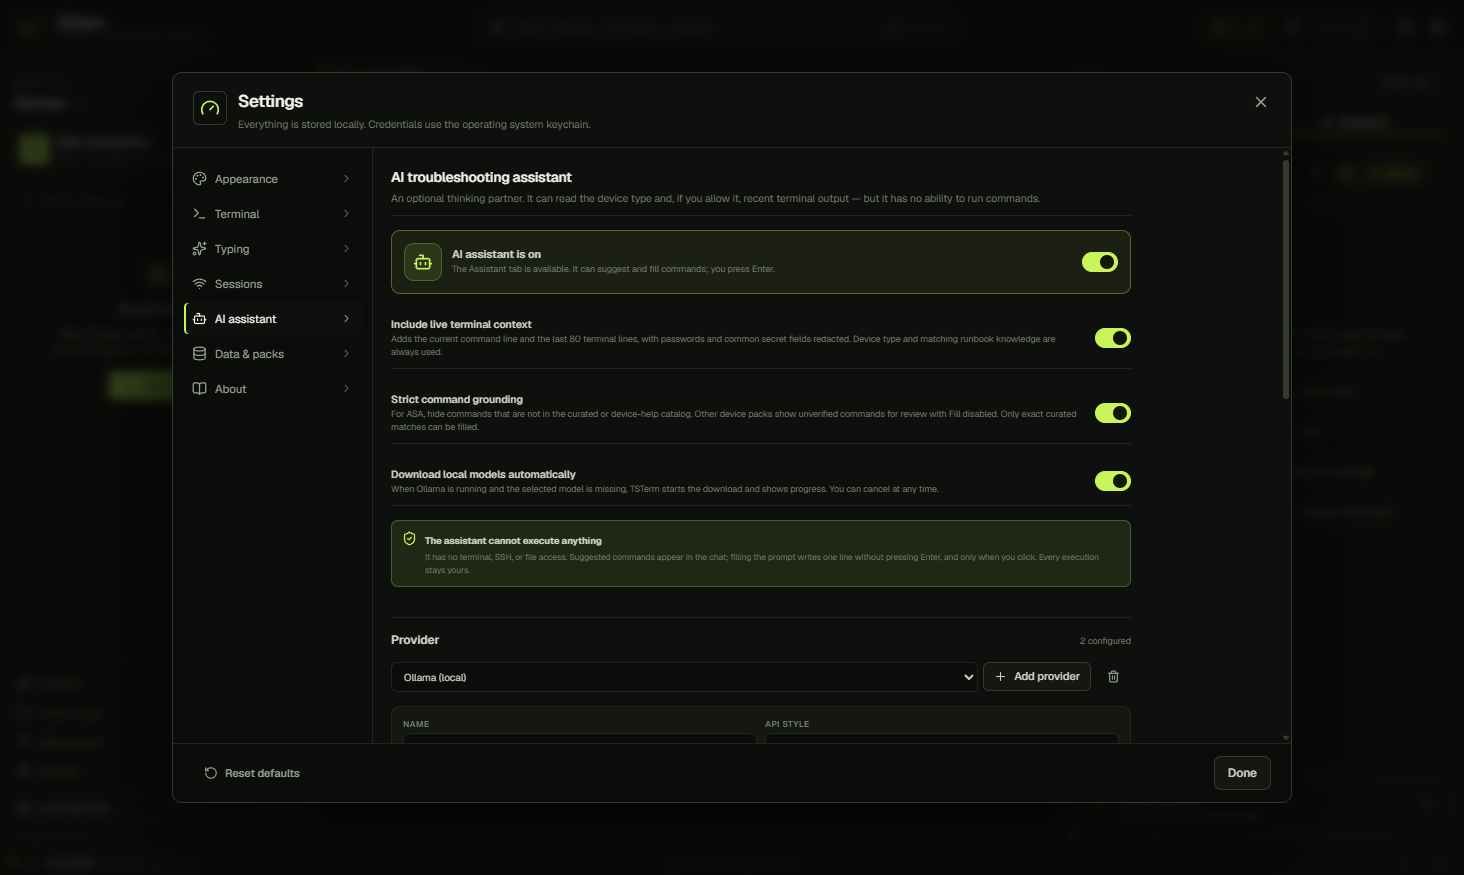 Settings
Everything is stored locally. Credentials use the operating system keychain.
Appearance
Terminal
Typing
Sessions
AI assistant
Data & packs
About
AI troubleshooting assistant
An optional thinking partner. It can read the device type and, if you allow it, recent terminal output — but it has no ability to run commands.
AI assistant is on
The Assistant tab is available. It can suggest and fill commands; you press Enter.
Include live terminal context
Adds the current command line and the last 80 terminal lines, with passwords and common secret fields redacted. Device type and matching runbook knowledge are
always used.
Strict command grounding
For ASA, hide commands that are not in the curated or device-help catalog. Other device packs show unverified commands for review with Fill disabled. Only exact curated
matches can be filled.
Download local models automatically
When Ollama is running and the selected model is missing, TSTerm starts the download and shows progress. You can cancel at any time.
The assistant cannot execute anything
It has no terminal, SSH, or file access. Suggested commands appear in the chat; filling the prompt writes one line without pressing Enter, and only when you click. Every execution
stays yours.
Provider
2 configured
Ollama (local)
Add provider
NAME
API STYLE
Reset defaults
Done